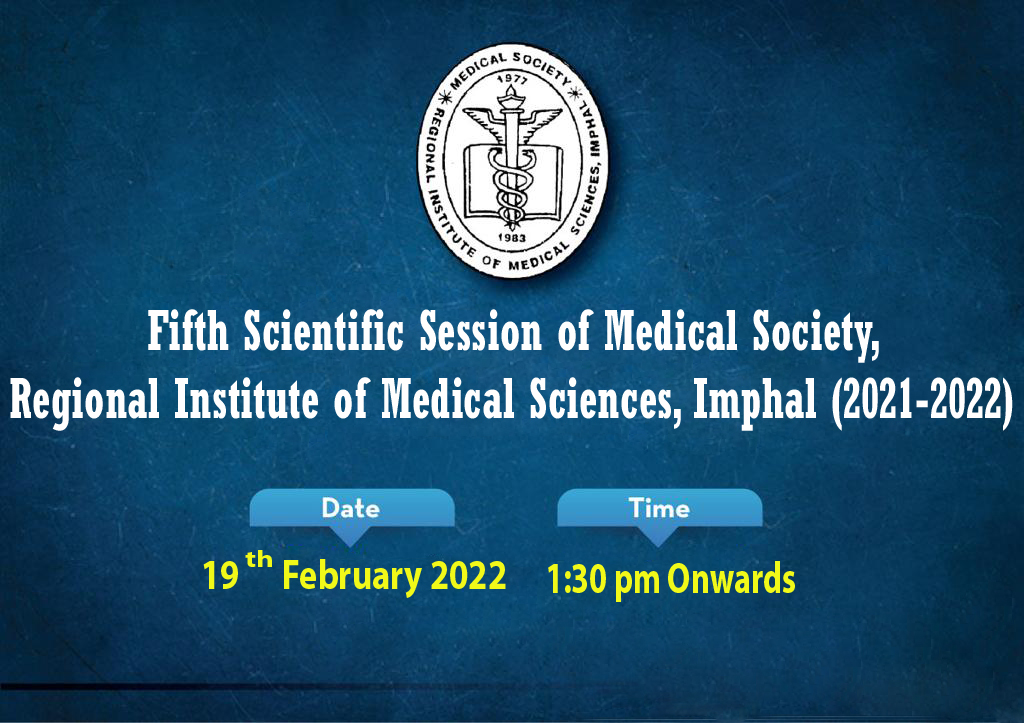 MEDICAL SOCIETY
REGIONAL INSTITUTE OF MEDICAL SCIENCES, IMPHAL
1977
1983
Fifth Scientific Session of Medical Society,
Regional Institute of Medical Sciences, Imphal (2021-2022)
Date
Time
19 th February 2022
1:30 pm Onwards